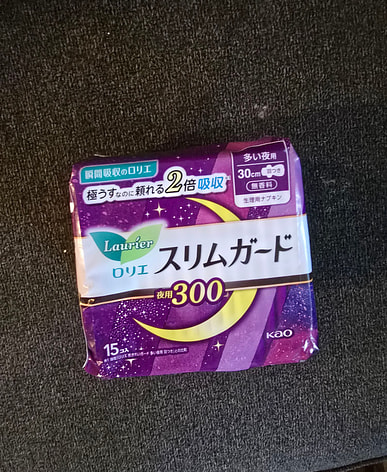 瞬間吸収のロリエ
極うすなのに頼れる2倍吸収
多い夜用
30cm 羽つき
無香料
生理用ナプキン
Laurier
ロリエ
スリムガード
夜用300
15コ入
Kao